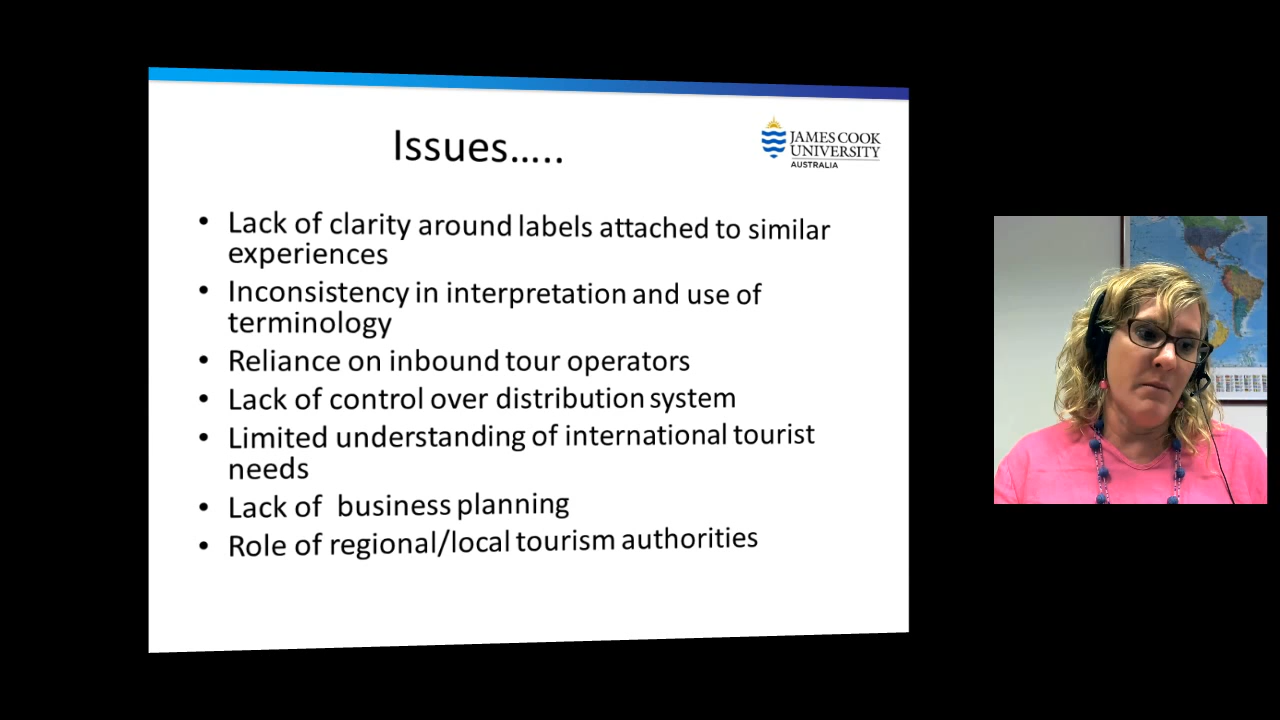 Issues.....
JAMES COOK
UNIVERSITY
AUSTRALIA
• Lack of clarity around labels attached to similar
experiences
• Inconsistency in interpretation and use of
terminology
• Reliance on inbound tour operators
• Lack of control over distribution system
• Limited understanding of international tourist
needs
• Lack of  business planning
• Role of regional/local tourism authorities